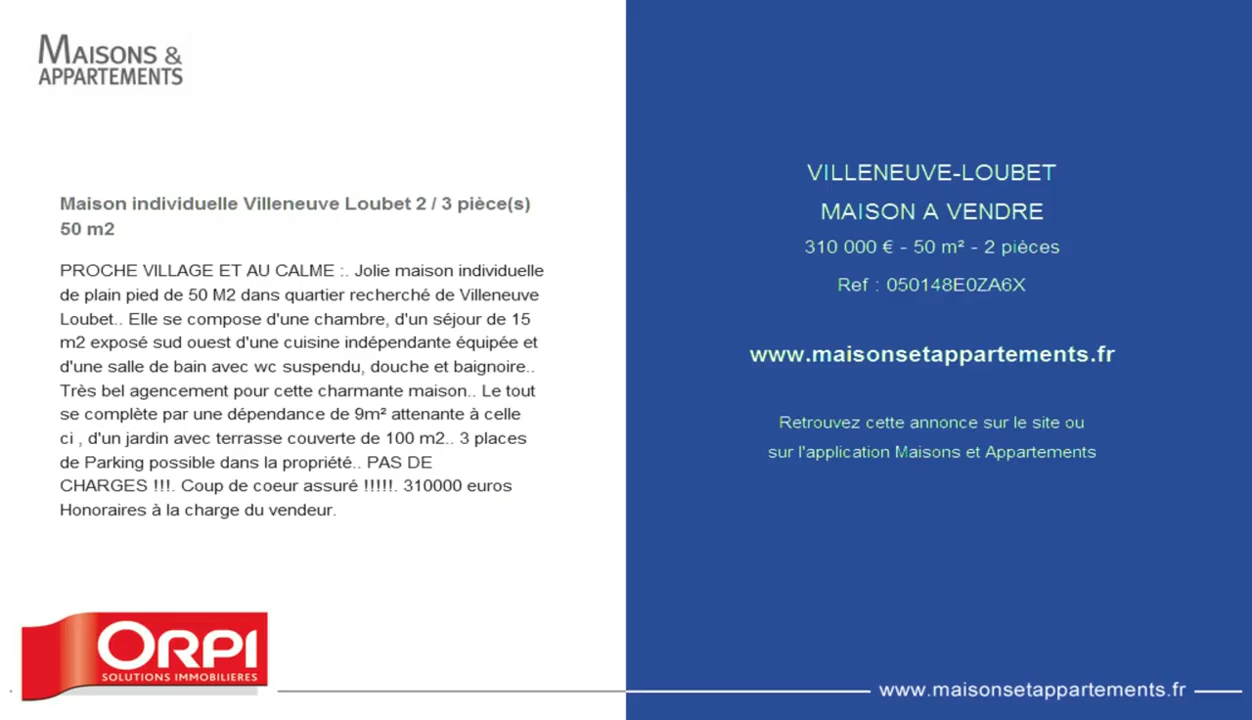 MAISONS &
APPARTEMENTS
Maison individuelle Villeneuve Loubet 2 / 3 pièce(s)
50 m2
PROCHE VILLAGE ET AU CALME :. Jolie maison individuelle
de plain pied de 50 M2 dans quartier recherché de Villeneuve
Loubet.. Elle se compose d'une chambre, d'un séjour de 15
m2 exposé sud ouest d'une cuisine indépendante équipée et
d'une salle de bain avec wc suspendu, douche et baignoire..
Très bel agencement pour cette charmante maison.. Le tout
se complète par une dépendance de 9m² attenante à celle
ci , d'un jardin avec terrasse couverte de 100 m2.. 3 places
de Parking possible dans la propriété.. PAS DE
CHARGES !!!. Coup de coeur assuré !!!!!. 310000 euros
Honoraires à la charge du vendeur.
ORPI
SOLUTIONS IMMOBILIERES
VILLENEUVE-LOUBET
MAISON A VENDRE
310 000 € - 50 m² - 2 pièces
Ref : 050148E0ZA6X
www.maisonsetappartements.fr
Retrouvez cette annonce sur le site ou
sur l'application Maisons et Appartements
www.maisonsetappartements.fr